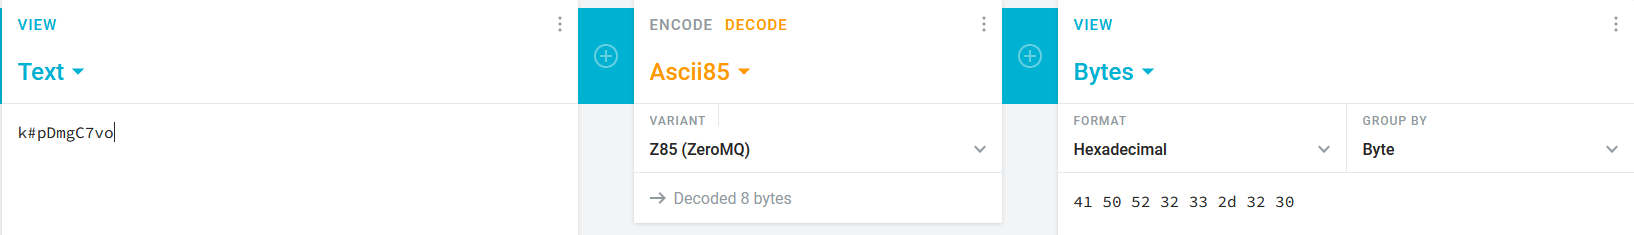 VIEW
Text
k#pDmgC7vo
ENCODE DECODE
Ascii85
VARIANT
Z85 (ZeroMQ)
Decoded 8 bytes
VIEW
Bytes
FORMAT
Hexadecimal
GROUP BY
Byte
41 50 52 32 33 2d 32 30